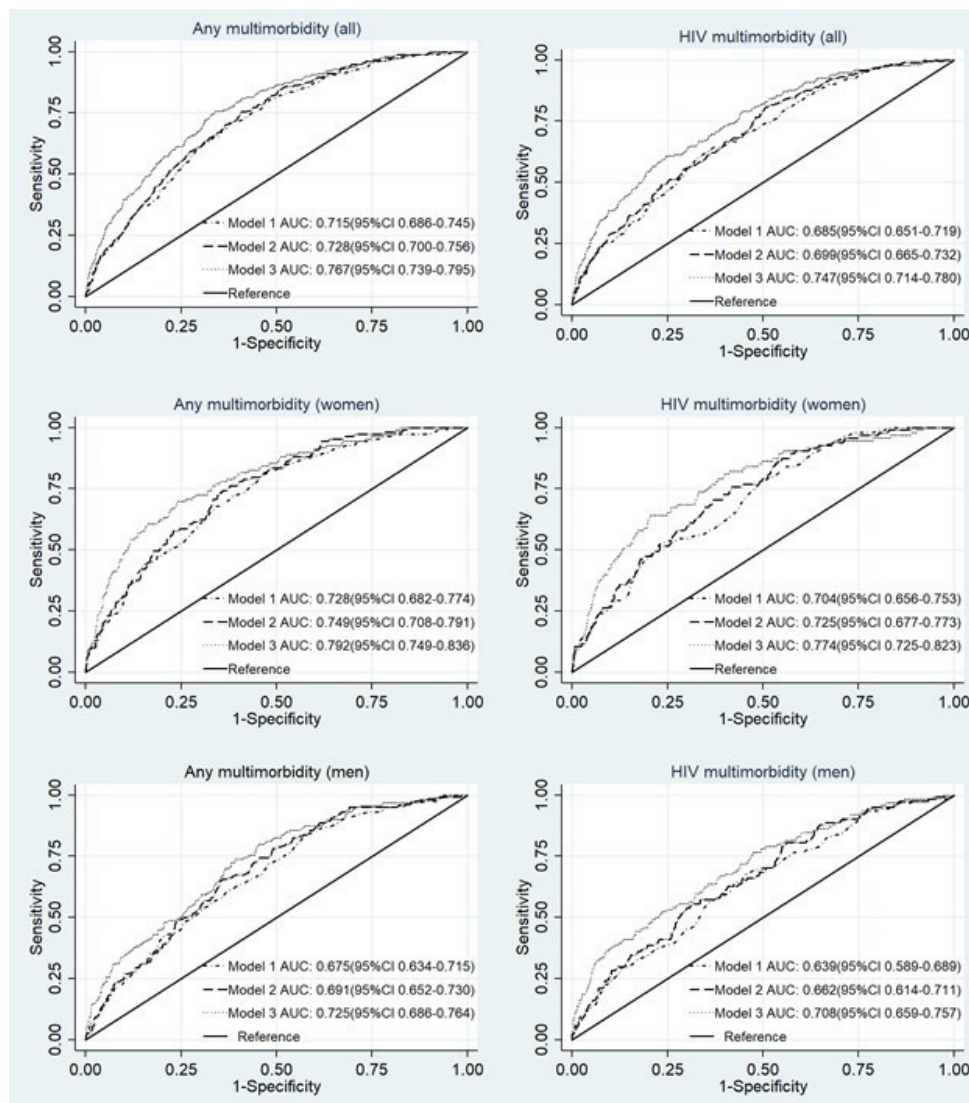 Any multimorbidity (all)
Sensitivity
1.00
0.75
0.50
0.25
0.00
Model 1 AUC: 0.715(95%CI 0.686-0.745)
Model 2 AUC: 0.728(95%CI 0.700-0.756)
Model 3 AUC: 0.767(95%CI 0.739-0.795)
Reference
0.00 0.25 0.50 0.75 1.00
1-Specificity
HIV multimorbidity (all)
Sensitivity
1.00
0.75
0.50
0.25
0.00
Model 1 AUC: 0.685(95%CI 0.651-0.719)
Model 2 AUC: 0.699(95%CI 0.665-0.732)
Model 3 AUC: 0.747(95%CI 0.714-0.780)
Reference
0.00 0.25 0.50 0.75 1.00
1-Specificity
Any multimorbidity (women)
Sensitivity
1.00
0.75
0.50
0.25
0.00
Model 1 AUC: 0.728(95%CI 0.682-0.774)
Model 2 AUC: 0.749(95%CI 0.708-0.791)
Model 3 AUC: 0.792(95%CI 0.749-0.836)
Reference
0.00 0.25 0.50 0.75 1.00
1-Specificity
HIV multimorbidity (women)
Sensitivity
1.00
0.75
0.50
0.25
0.00
Model 1 AUC: 0.704(95%CI 0.656-0.753)
Model 2 AUC: 0.725(95%CI 0.677-0.773)
Model 3 AUC: 0.774(95%CI 0.725-0.823)
Reference
0.00 0.25 0.50 0.75 1.00
1-Specificity
Any multimorbidity (men)
Sensitivity
1.00
0.75
0.50
0.25
0.00
Model 1 AUC: 0.675(95%CI 0.634-0.715)
Model 2 AUC: 0.691(95%CI 0.652-0.730)
Model 3 AUC: 0.725(95%CI 0.686-0.764)
Reference
0.00 0.25 0.50 0.75 1.00
1-Specificity
HIV multimorbidity (men)
Sensitivity
1.00
0.75
0.50
0.25
0.00
Model 1 AUC: 0.639(95%CI 0.589-0.689)
Model 2 AUC: 0.662(95%CI 0.614-0.711)
Model 3 AUC: 0.708(95%CI 0.659-0.757)
Reference
0.00 0.25 0.50 0.75 1.00
1-Specificity